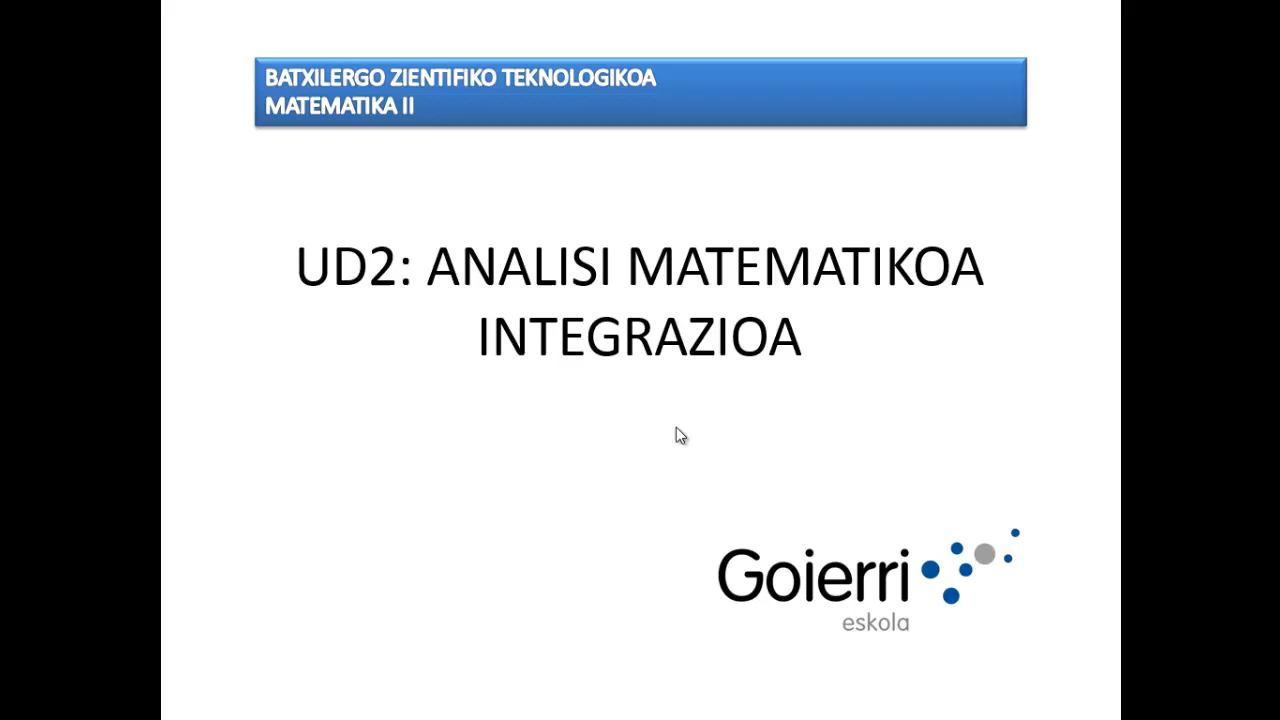 BATXILERGO ZIENTIFIKO TEKNOLOGIKOA
MATEMATIKA II
UD2: ANALISI MATEMATIKOA
INTEGRAZIOA
Goierri
eskola